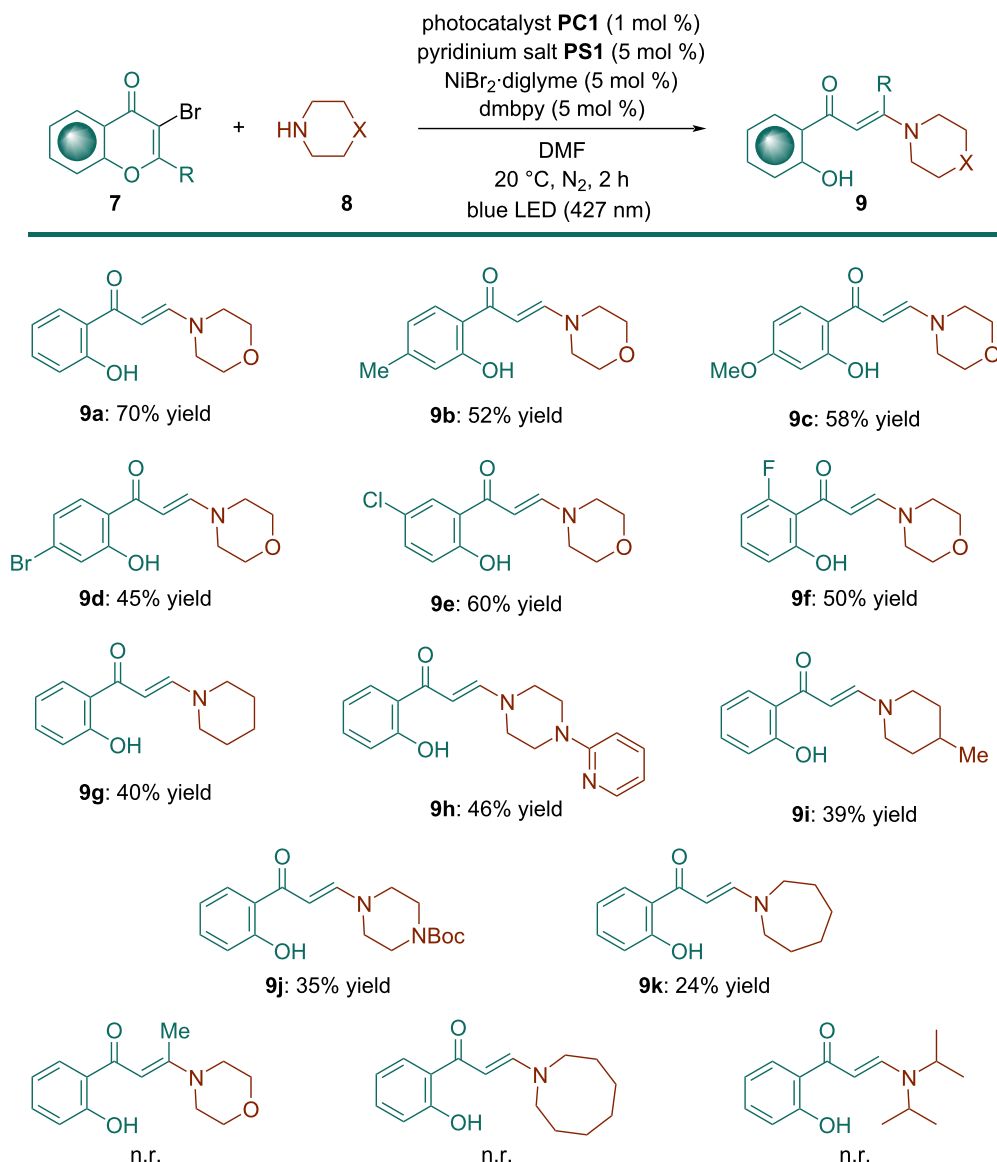 photocatalyst PC1 (1 mol %)
pyridinium salt PS1 (5 mol %)
NiBr2·diglyme (5 mol %)
dmbpy (5 mol %)
DMF
20 °C, N2, 2 h
blue LED (427 nm)
O
Br
O
R
7
+
HN
X
8
O
R
N
X
OH
9
O
N
O
OH
9a: 70% yield
O
N
O
Me
OH
9b: 52% yield
O
N
O
MeO
OH
9c: 58% yield
O
N
O
Br
OH
9d: 45% yield
Cl
O
N
O
OH
9e: 60% yield
F
O
N
O
OH
9f: 50% yield
O
N
OH
9g: 40% yield
O
N
N
OH
N
9h: 46% yield
O
N
OH
Me
9i: 39% yield
O
N
NBoc
OH
9j: 35% yield
O
N
OH
9k: 24% yield
O
Me
N
O
OH
n.r.
O
N
OH
n.r.
O
N
OH
n.r.